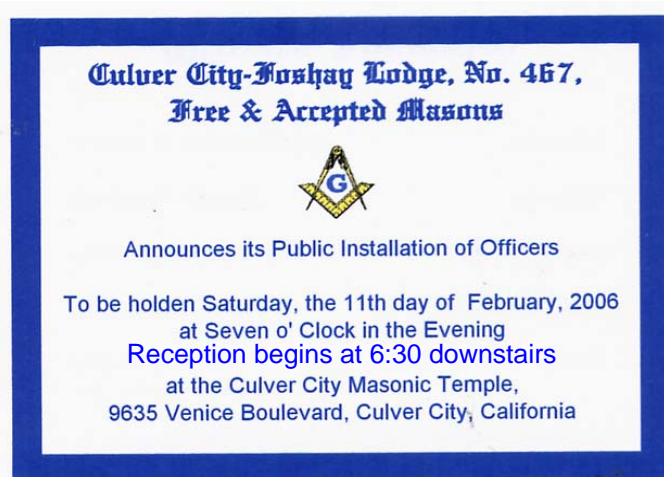 Culver City-Foshay Lodge, No. 467,
Free & Accepted Masons
G
Announces its Public Installation of Officers
To be holden Saturday, the 11th day of February, 2006
at Seven o' Clock in the Evening
Reception begins at 6:30 downstairs
at the Culver City Masonic Temple,
9635 Venice Boulevard, Culver City, California